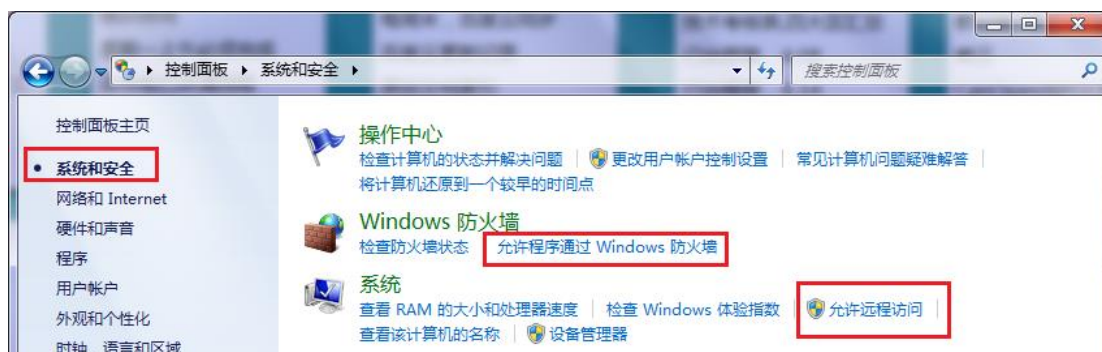 控制面板 ▸ 系统和安全 ▸
搜索控制面板
控制面板主页
系统和安全
网络和 Internet
硬件和声音
程序
用户帐户
外观和个性化
时钟、语言和区域
操作中心
检查计算机的状态并解决问题 更改用户帐户控制设置 常见计算机问题疑难解答
将计算机还原到一个较早的时间点
Windows 防火墙
检查防火墙状态 允许程序通过 Windows 防火墙
系统
查看 RAM 的大小和处理器速度 检查 Windows 体验指数 允许远程访问
查看该计算机的名称 设备管理器